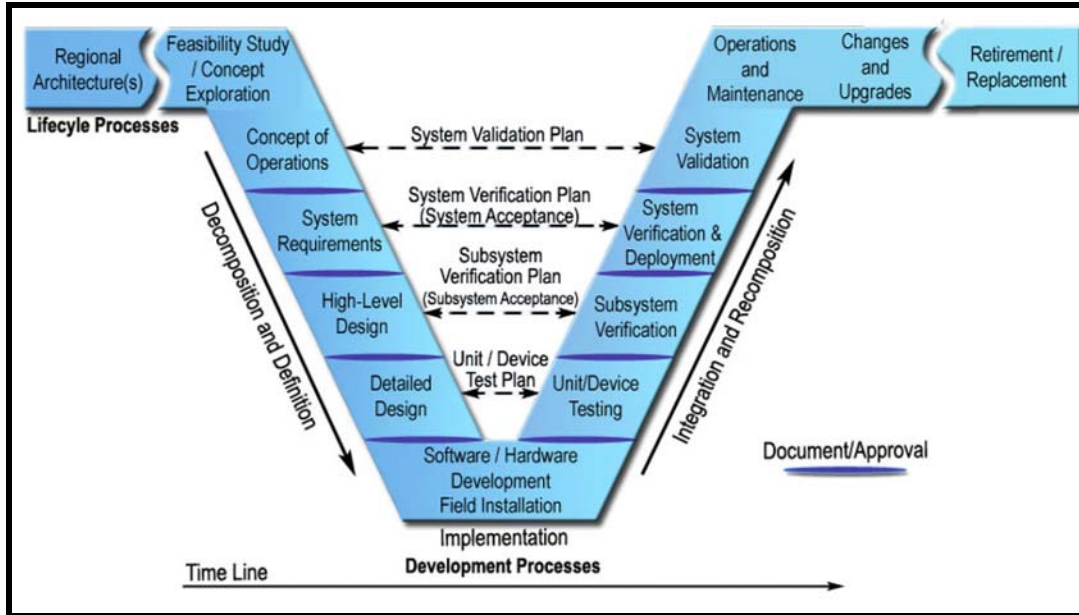 Regional
Architecture(s)
Feasibility Study
/ Concept
Exploration
Operations
and
Maintenance
Changes
and
Upgrades
Retirement /
Replacement
Lifecyle Processes
Concept of
Operations
System Validation Plan
System
Validation
System
Requirements
System Verification Plan
(System Acceptance)
System
Verification &
Deployment
High-Level
Design
Subsystem
Verification Plan
(Subsystem Acceptance)
Subsystem
Verification
Detailed
Design
Unit / Device
Test Plan
Unit/Device
Testing
Decomposition and Definition
Integration and Recomposition
Software / Hardware
Development
Field Installation
Document/Approval
Implementation
Development Processes
Time Line